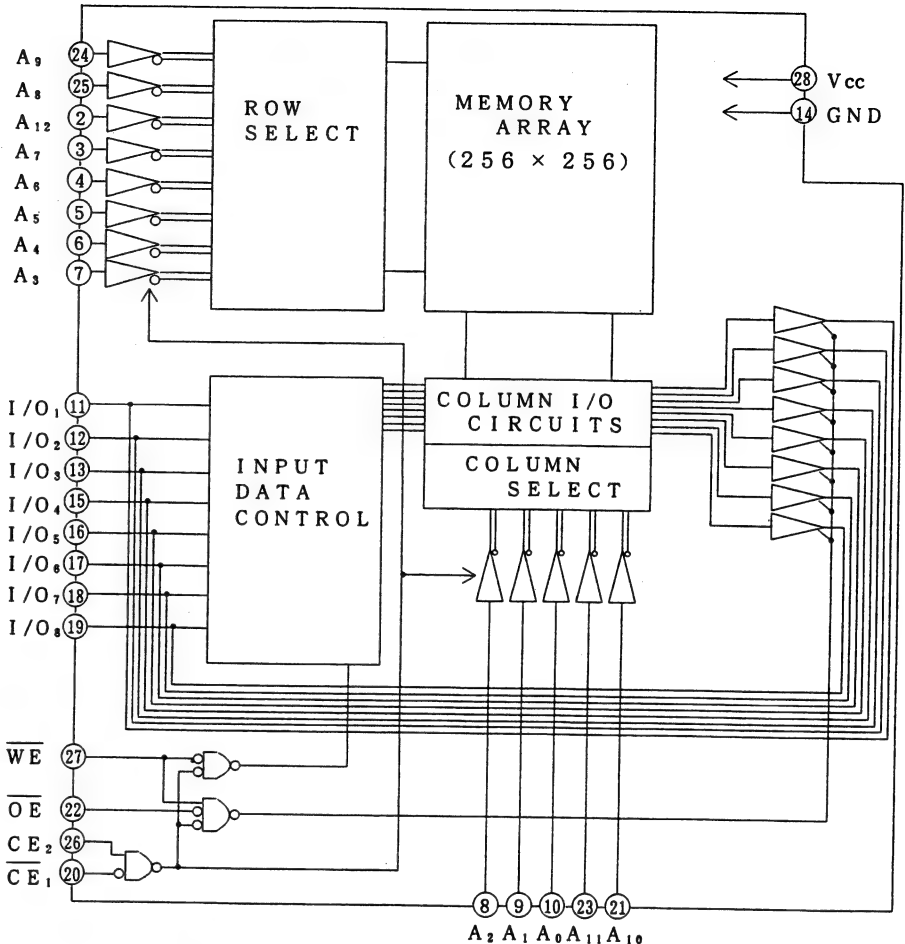 A₉ 24
A₈ 25
A₁₂ 2
A₇ 3
A₆ 4
A₅ 5
A₄ 6
A₃ 7
ROW
SELECT
MEMORY
ARRAY
(256 × 256)
28 Vcc
14 GND
I/O₁ 11
I/O₂ 12
I/O₃ 13
I/O₄ 15
I/O₅ 16
I/O₆ 17
I/O₇ 18
I/O₈ 19
INPUT
DATA
CONTROL
COLUMN I/O
CIRCUITS
COLUMN
SELECT
W̅E̅ 27
O̅E̅ 22
CE₂ 26
C̅E̅₁ 20
8 9 10 23 21
A₂ A₁ A₀ A₁₁ A₁₀